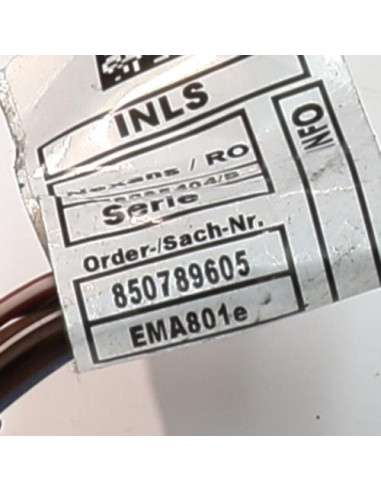 INLS
Nexans / RO
Serie
Order-/Sach-Nr.
850789605
EMA801e
INFO